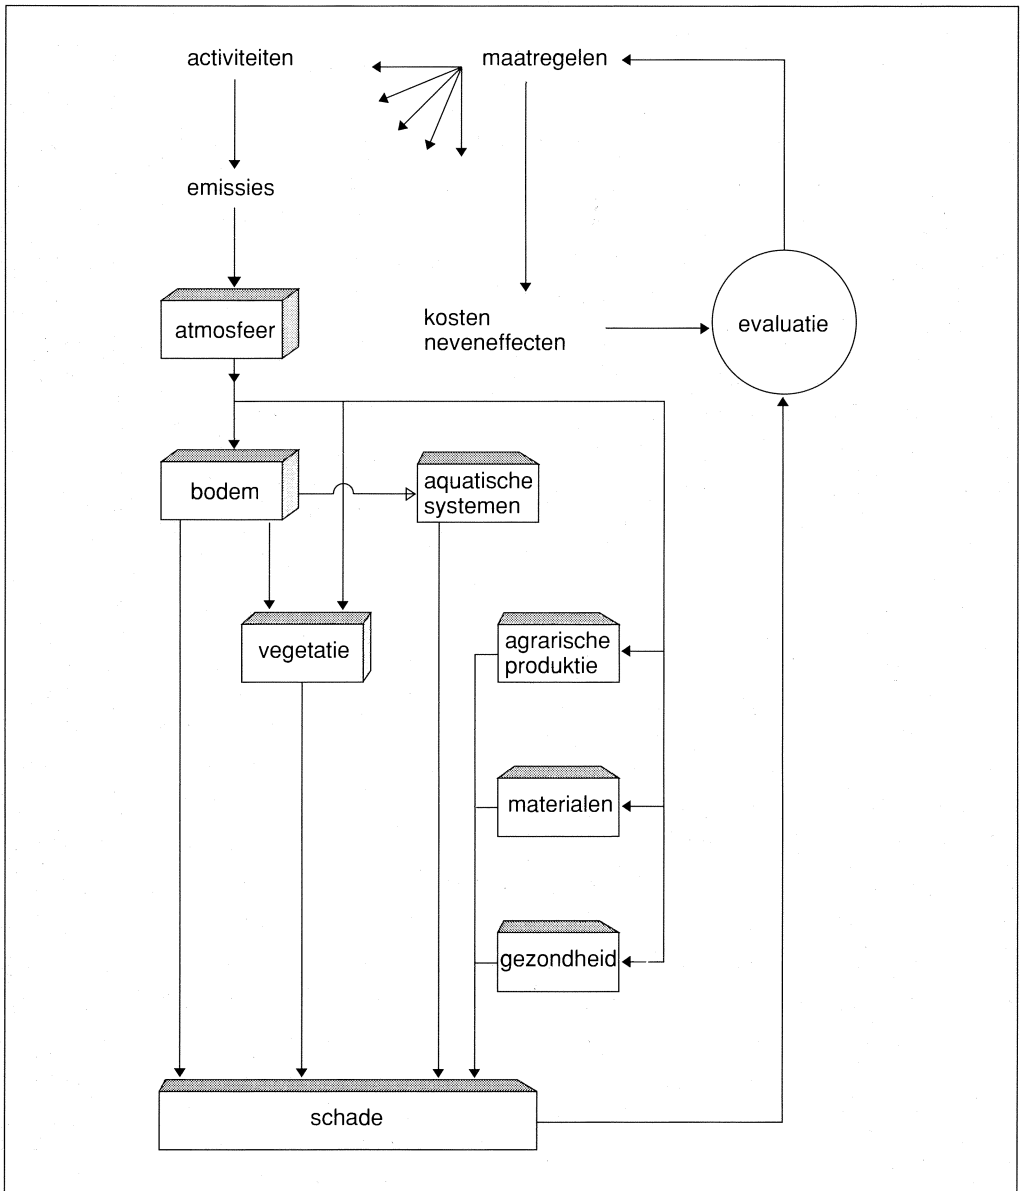 activiteiten
maatregelen
emissies
kosten
neveneffecten
evaluatie
atmosfeer
bodem
aquatische
systemen
vegetatie
agrarische
produktie
materialen
gezondheid
schade